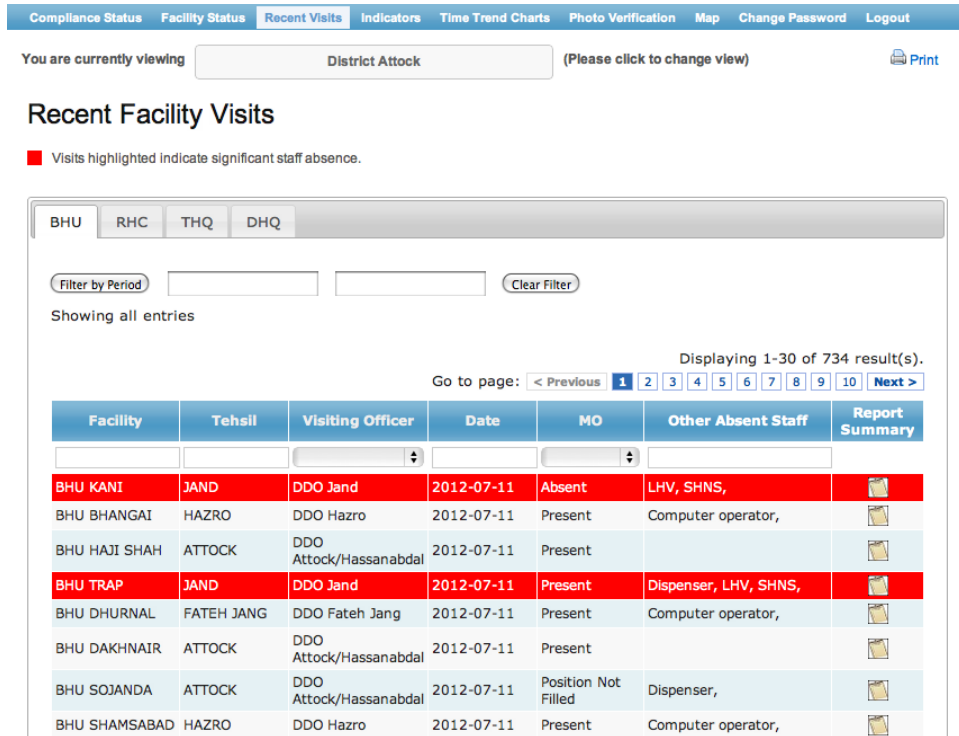 Compliance Status Facility Status Recent Visits Indicators Time Trend Charts Photo Verification Map Change Password Logout
You are currently viewing District Attock (Please click to change view) Print
Recent Facility Visits
Visits highlighted indicate significant staff absence.
BHU RHC THQ DHQ
Filter by Period Clear Filter
Showing all entries
Displaying 1-30 of 734 result(s).
Go to page: < Previous 1 2 3 4 5 6 7 8 9 10 Next >
Facility Tehsil Visiting Officer Date MO Other Absent Staff Report Summary
BHU KANI JAND DDO Jand 2012-07-11 Absent LHV, SHNS,
BHU BHANGAI HAZRO DDO Hazro 2012-07-11 Present Computer operator,
BHU HAJI SHAH ATTOCK DDO Attock/Hassanabdal 2012-07-11 Present
BHU TRAP JAND DDO Jand 2012-07-11 Present Dispenser, LHV, SHNS,
BHU DHURNAL FATEH JANG DDO Fateh Jang 2012-07-11 Present Computer operator,
BHU DAKHNAIR ATTOCK DDO Attock/Hassanabdal 2012-07-11 Present
BHU SOJANDA ATTOCK DDO Attock/Hassanabdal 2012-07-11 Position Not Filled Dispenser,
BHU SHAMSABAD HAZRO DDO Hazro 2012-07-11 Present Computer operator,